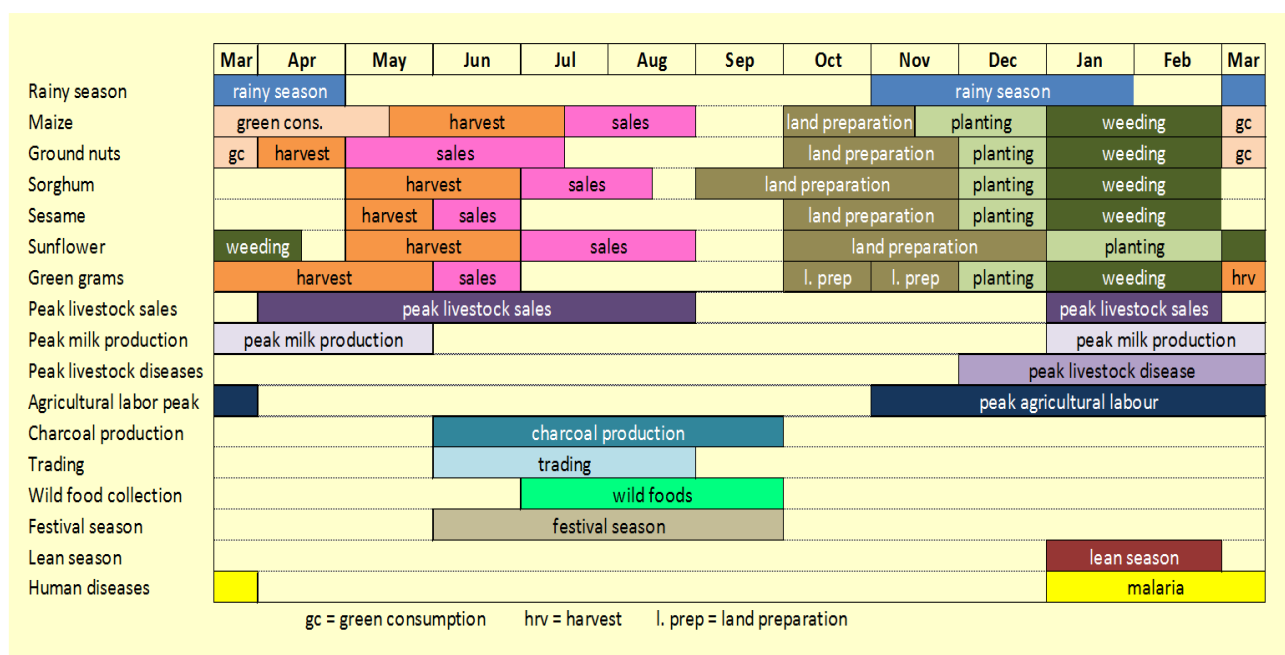 Mar Apr May Jun Jul Aug Sep Oct Nov Dec Jan Feb Mar
Rainy season rainy season rainy season
Maize green cons. harvest sales land preparation planting weeding gc
Ground nuts gc harvest sales land preparation planting weeding gc
Sorghum harvest sales land preparation planting weeding
Sesame harvest sales land preparation planting weeding
Sunflower weeding harvest sales land preparation planting
Green grams harvest sales l. prep l. prep planting weeding hrv
Peak livestock sales peak livestock sales peak livestock sales
Peak milk production peak milk production peak milk production
Peak livestock diseases peak livestock disease
Agricultural labor peak peak agricultural labour
Charcoal production charcoal production
Trading trading
Wild food collection wild foods
Festival season festival season
Lean season lean season
Human diseases malaria
gc = green consumption hrv = harvest l. prep = land preparation